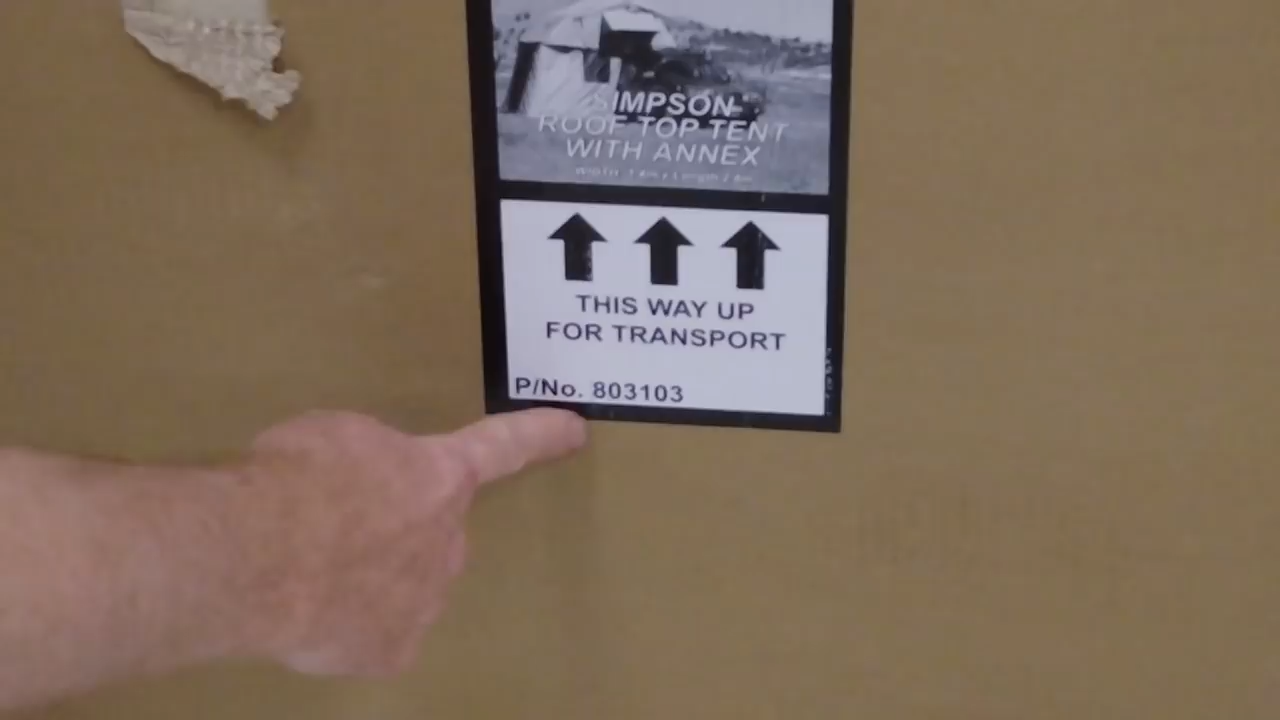 SIMPSON
ROOF TOP TENT
WITH ANNEX
THIS WAY UP
FOR TRANSPORT
P/No. 803103